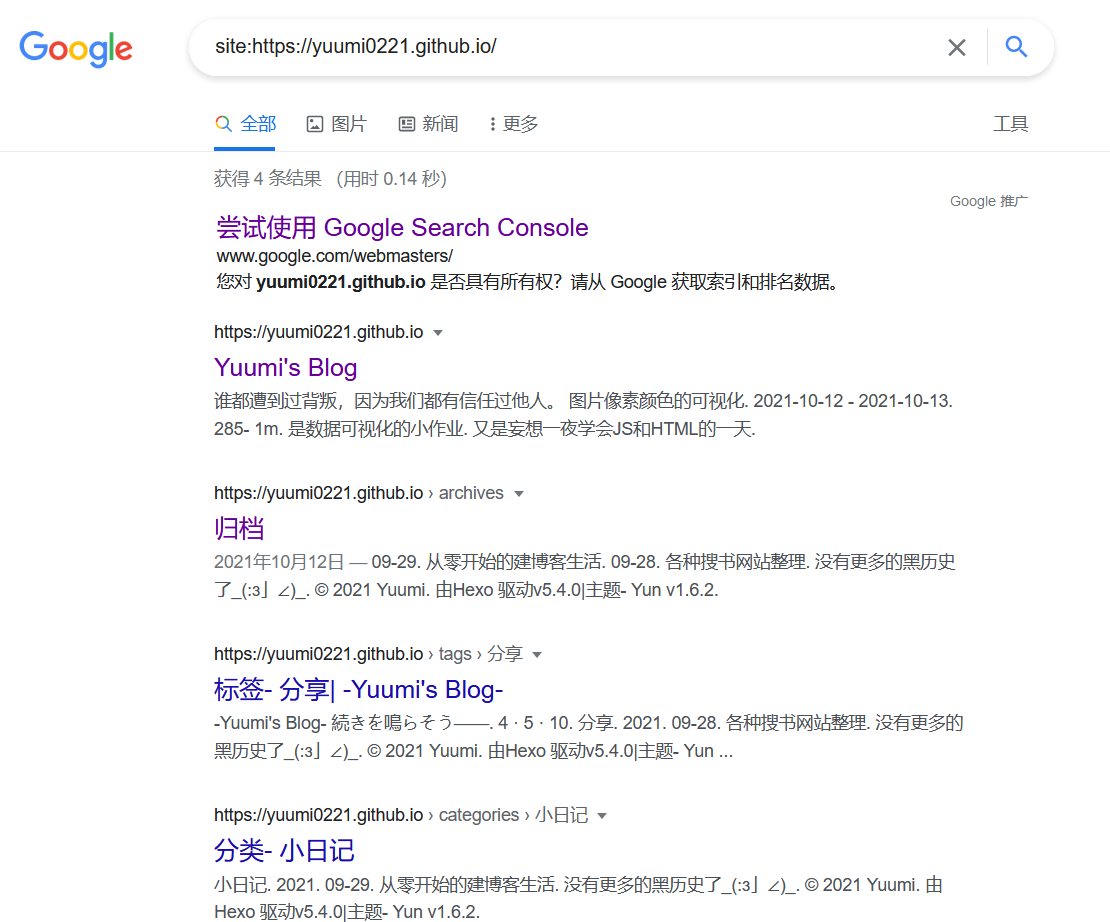 Google
site:https://yuumi0221.github.io/
全部 图片 新闻 更多 工具
获得 4 条结果 （用时 0.14 秒）
Google 推广
尝试使用 Google Search Console
www.google.com/webmasters/
您对 yuumi0221.github.io 是否具有所有权？请从 Google 获取索引和排名数据。
https://yuumi0221.github.io
Yuumi's Blog
谁都遭到过背叛，因为我们都有信任过他人。 图片像素颜色的可视化. 2021-10-12 - 2021-10-13.
285- 1m. 是数据可视化的小作业. 又是妄想一夜学会JS和HTML的一天.
https://yuumi0221.github.io › archives
归档
2021年10月12日 — 09-29. 从零开始的建博客生活. 09-28. 各种搜书网站整理. 没有更多的黑历史
了_(:з」∠)_. © 2021 Yuumi. 由Hexo 驱动v5.4.0|主题- Yun v1.6.2.
https://yuumi0221.github.io › tags › 分享
标签- 分享| -Yuumi's Blog-
-Yuumi's Blog- 続きを鳴らそう——. 4 · 5 · 10. 分享. 2021. 09-28. 各种搜书网站整理. 没有更多的
黑历史了_(:з」∠)_. © 2021 Yuumi. 由Hexo 驱动v5.4.0|主题- Yun ...
https://yuumi0221.github.io › categories › 小日记
分类- 小日记
小日记. 2021. 09-29. 从零开始的建博客生活. 没有更多的黑历史了_(:з」∠)_. © 2021 Yuumi. 由
Hexo 驱动v5.4.0|主题- Yun v1.6.2.